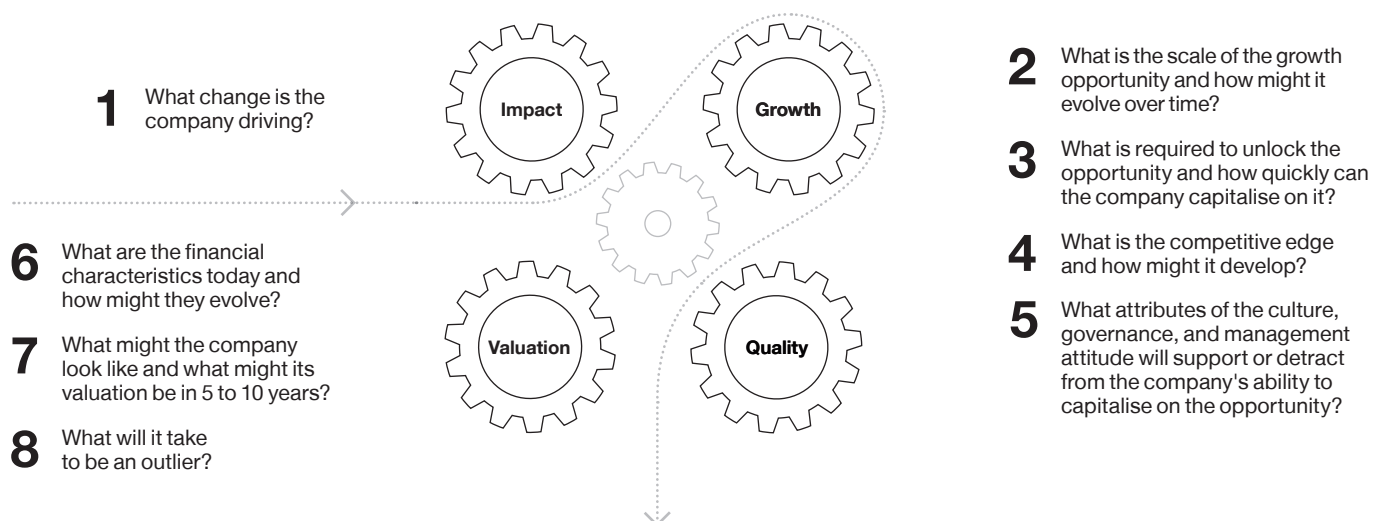 1
What change is the
company driving?
Impact
Growth
2
What is the scale of the growth
opportunity and how might it
evolve over time?
3
What is required to unlock the
opportunity and how quickly can
the company capitalise on it?
4
What is the competitive edge
and how might it develop?
5
What attributes of the culture,
governance, and management
attitude will support or detract
from the company's ability to
capitalise on the opportunity?
6
What are the financial
characteristics today and
how might they evolve?
7
What might the company
look like and what might its
valuation be in 5 to 10 years?
8
What will it take
to be an outlier?
Valuation
Quality